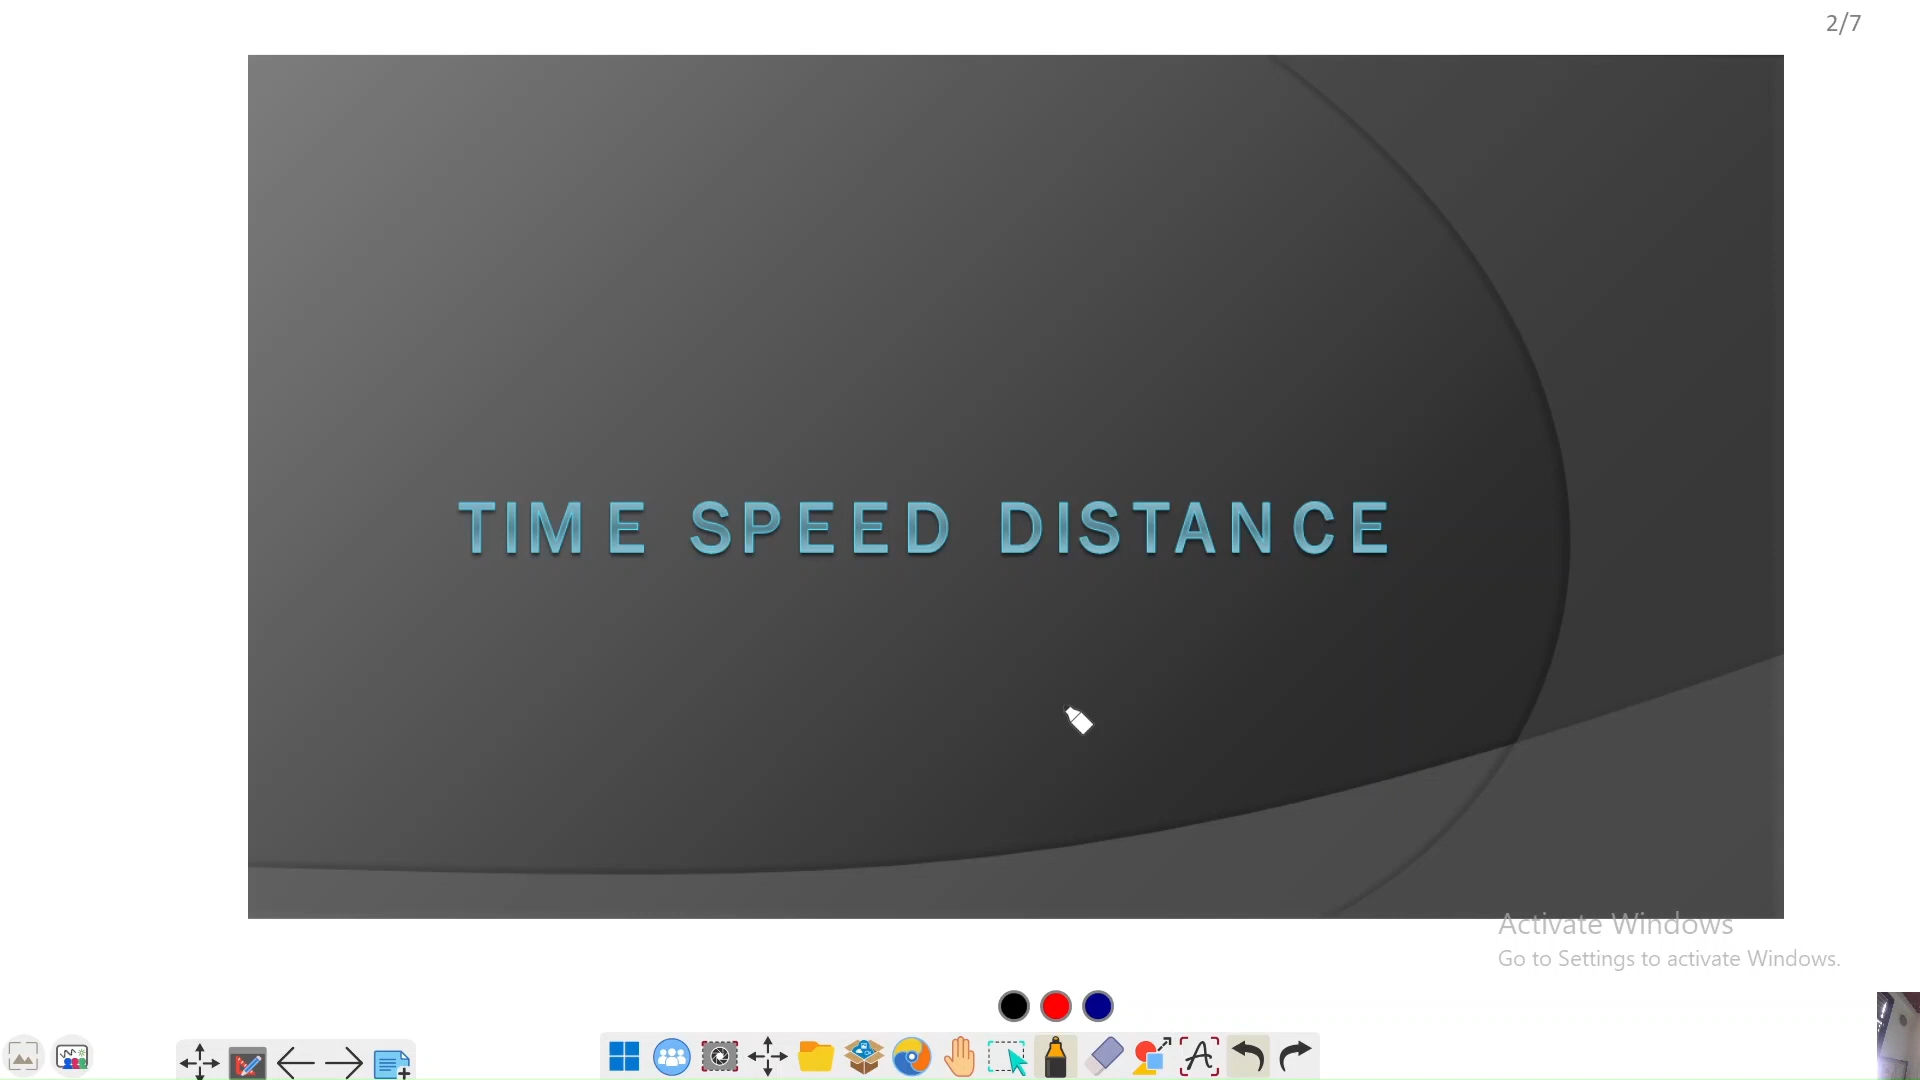 2/7
TIME SPEED DISTANCE
Activate Windows
Go to Settings to activate Windows.